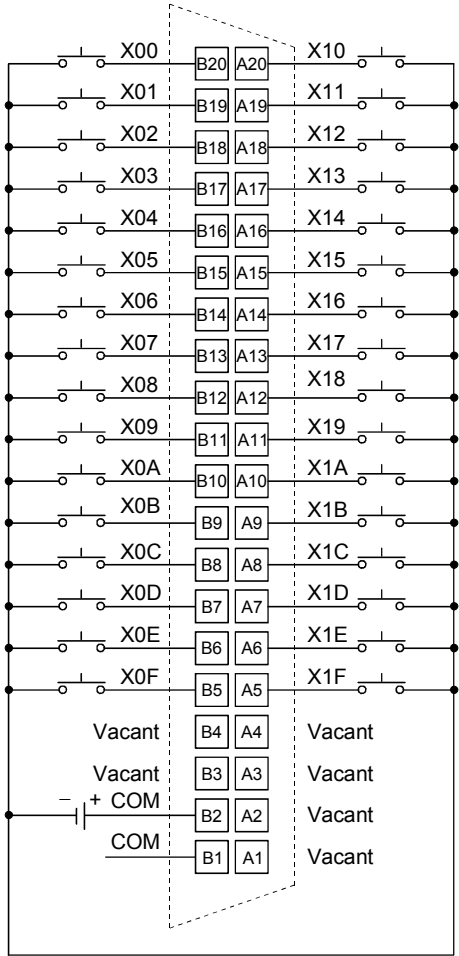 X00 B20 A20 X10
X01 B19 A19 X11
X02 B18 A18 X12
X03 B17 A17 X13
X04 B16 A16 X14
X05 B15 A15 X15
X06 B14 A14 X16
X07 B13 A13 X17
X08 B12 A12 X18
X09 B11 A11 X19
X0A B10 A10 X1A
X0B B9 A9 X1B
X0C B8 A8 X1C
X0D B7 A7 X1D
X0E B6 A6 X1E
X0F B5 A5 X1F
Vacant B4 A4 Vacant
Vacant B3 A3 Vacant
− + COM B2 A2 Vacant
COM B1 A1 Vacant